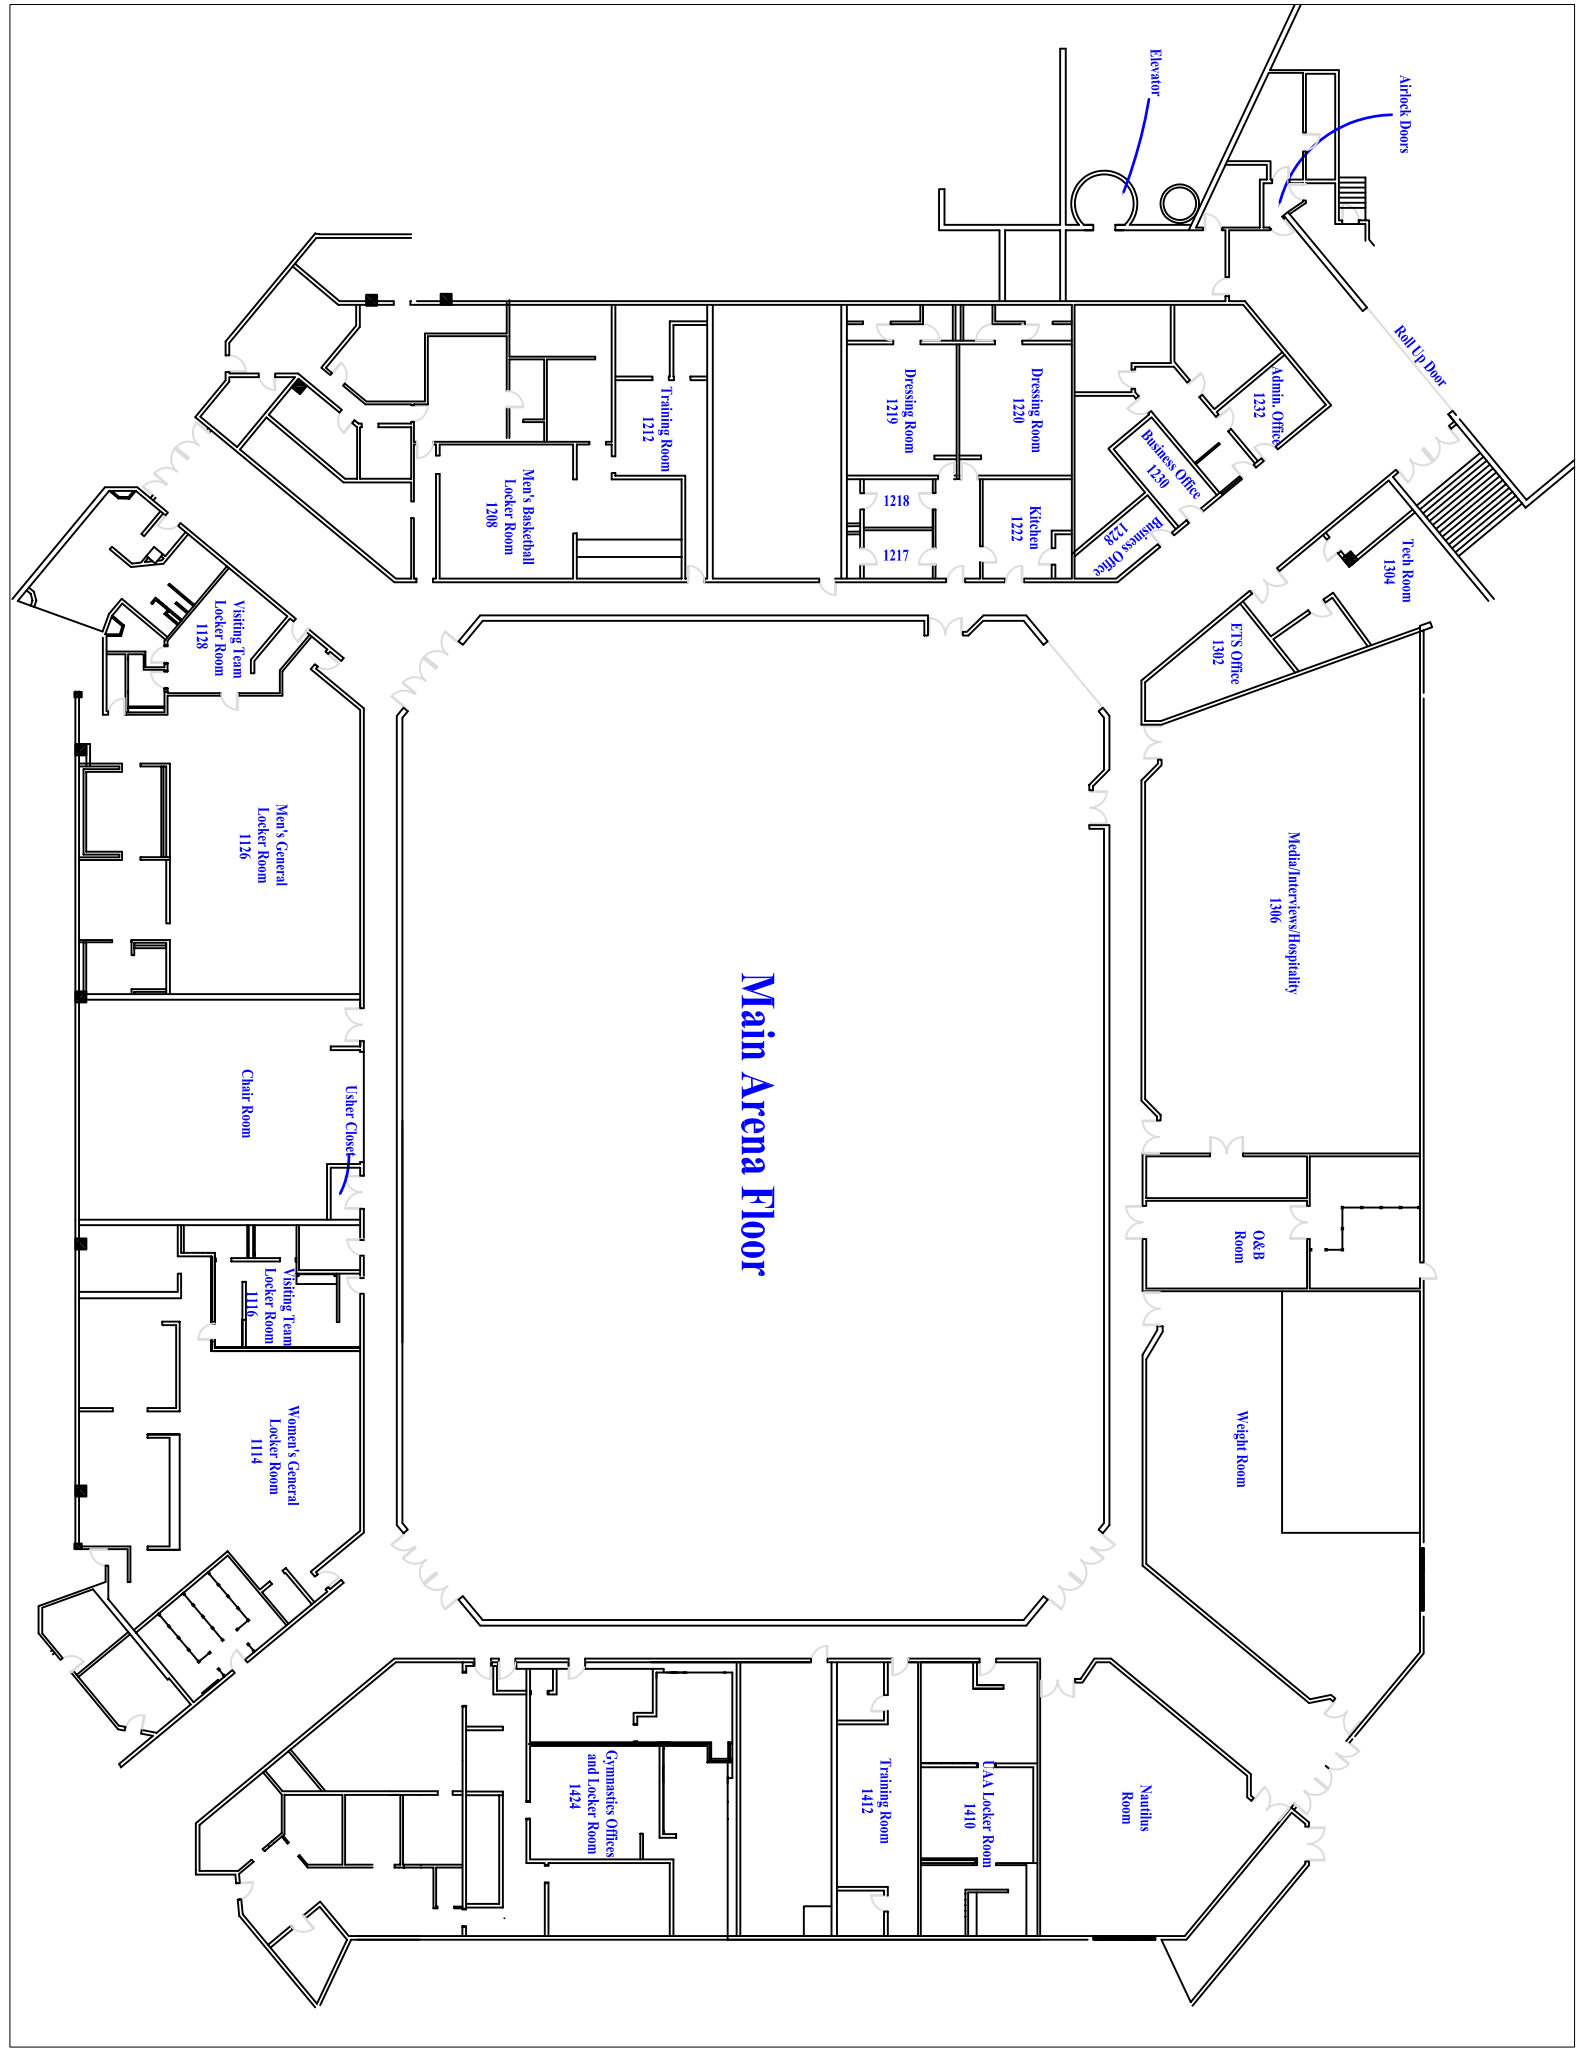 Elevator
Airlock Doors
Roll Up Door
Admin. Office
1232
Business Office
1230
Business Office
1228
Dressing Room
1220
Dressing Room
1219
1218
1217
Kitchen
1222
Training Room
1212
Men's Basketball
Locker Room
1208
Tech Room
1304
ETS Office
1302
Visiting Team
Locker Room
1128
Men's General
Locker Room
1126
Media/Interviews/Hospitality
1306
Main Arena Floor
Chair Room
Usher Closet
O&B
Room
Visiting Team
Locker Room
1116
Women's General
Locker Room
1114
Weight Room
Gymnastics Offices
and Locker Room
1424
Training Room
1412
UAA Locker Room
1410
Nautilus
Room